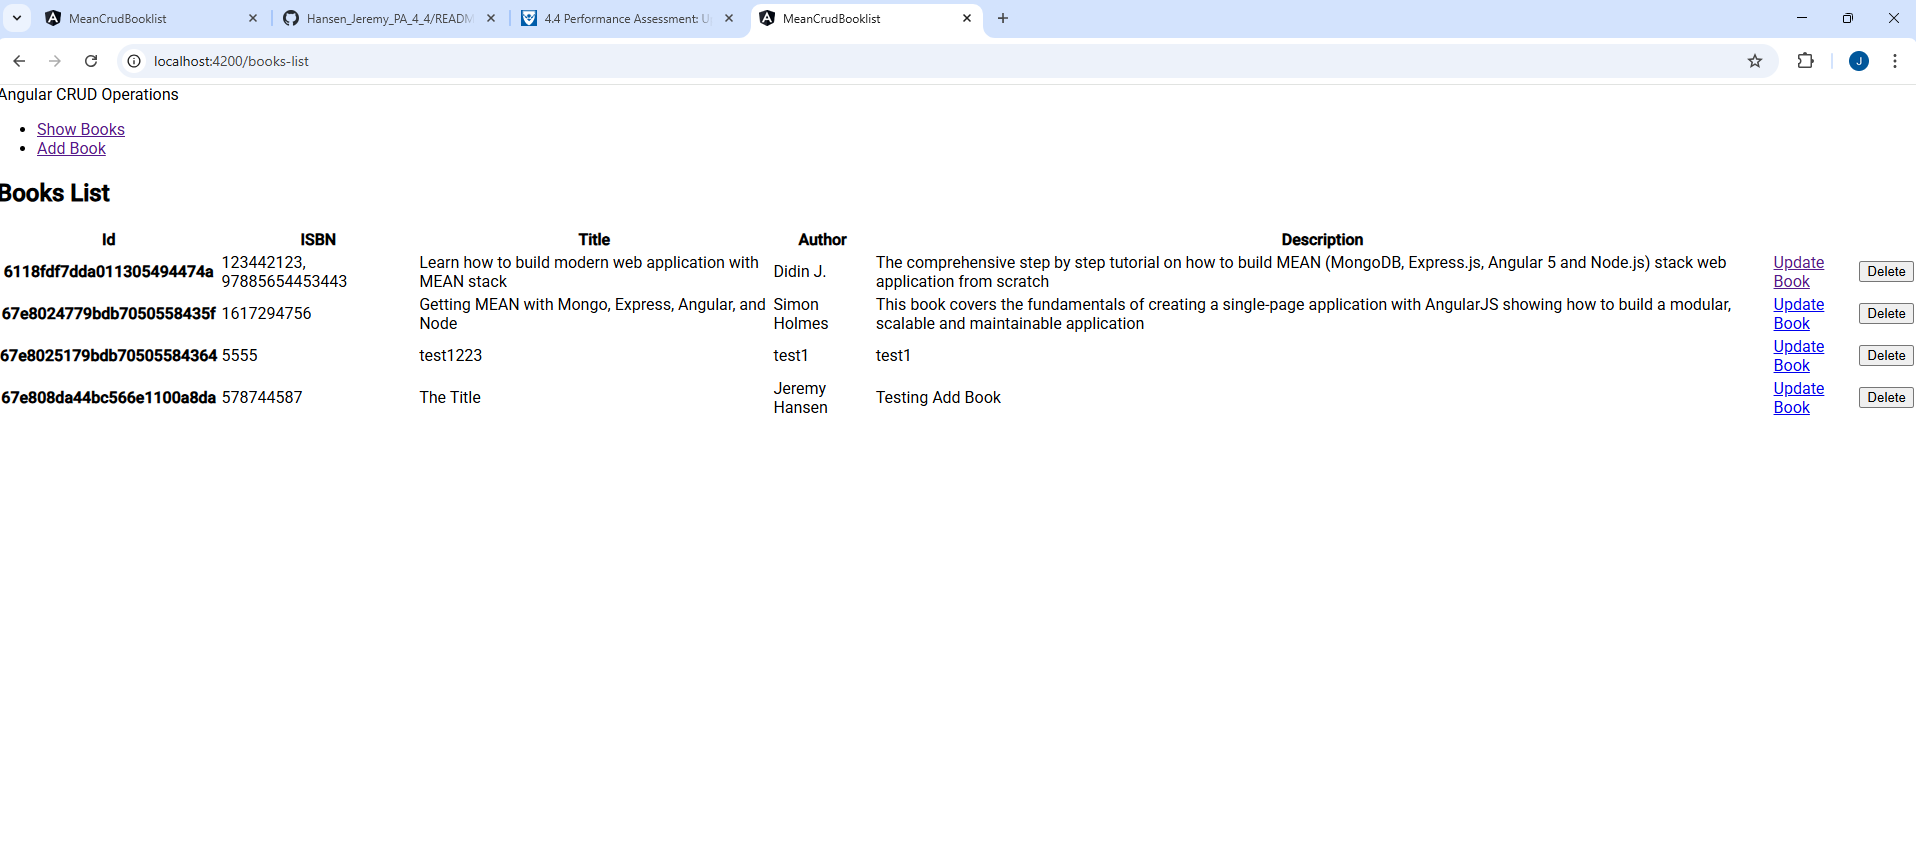 MeanCrudBooklist
Hansen_Jeremy_PA_4_4/READM
4.4 Performance Assessment: U
MeanCrudBooklist
localhost:4200/books-list
J
Angular CRUD Operations
Show Books
Add Book
Books List
Id ISBN Title Author Description
6118fdf7dda011305494474a 123442123, 97885654453443 Learn how to build modern web application with MEAN stack Didin J. The comprehensive step by step tutorial on how to build MEAN (MongoDB, Express.js, Angular 5 and Node.js) stack web application from scratch Update Book Delete
67e8024779bdb7050558435f 1617294756 Getting MEAN with Mongo, Express, Angular, and Node Simon Holmes This book covers the fundamentals of creating a single-page application with AngularJS showing how to build a modular, scalable and maintainable application Update Book Delete
67e8025179bdb70505584364 5555 test1223 test1 test1 Update Book Delete
67e808da44bc566e1100a8da 578744587 The Title Jeremy Hansen Testing Add Book Update Book Delete